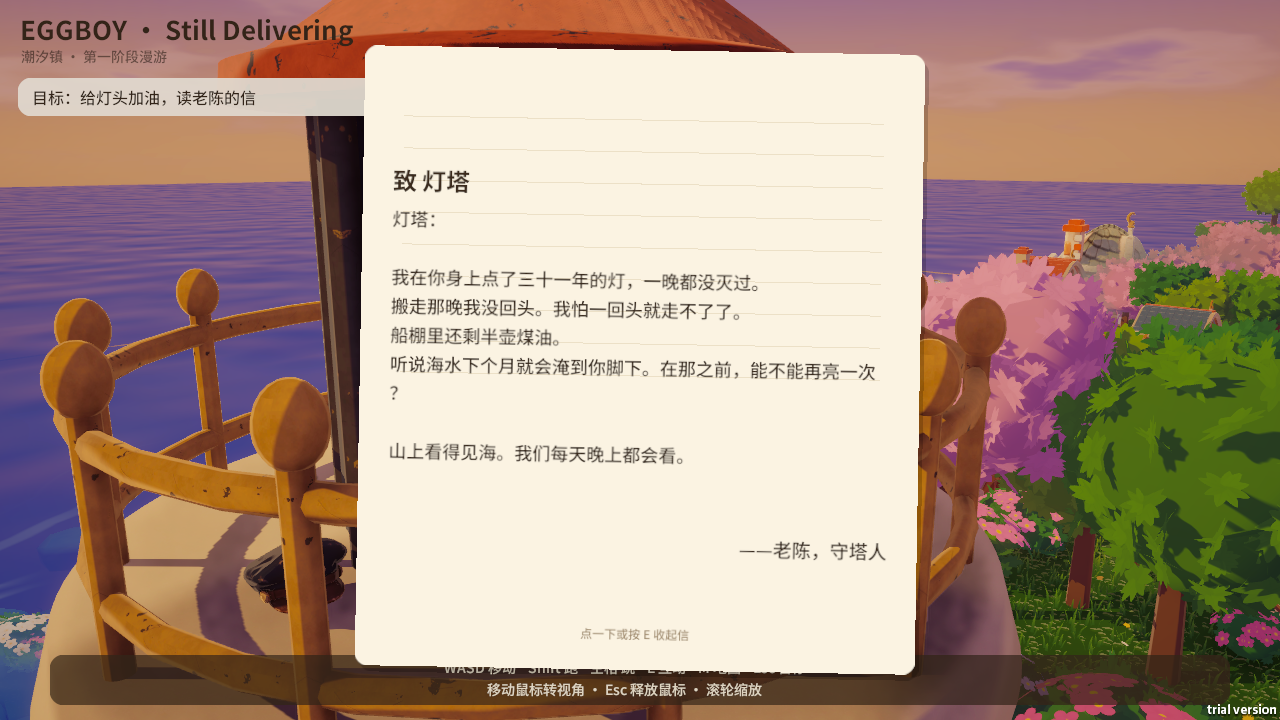 EGGBOY · Still Delivering
潮汐镇 · 第一阶段漫游
目标：给灯头加油，读老陈的信
致 灯塔
灯塔：
我在你身上点了三十一年的灯，一晚都没灭过。
搬走那晚我没回头。我怕一回头就走不了了。
船棚里还剩半壶煤油。
听说海水下个月就会淹到你脚下。在那之前，能不能再亮一次
？
山上看得见海。我们每天晚上都会看。
——老陈，守塔人
点一下或按 E 收起信
WASD 移动
移动鼠标转视角 · Esc 释放鼠标 · 滚轮缩放
trial version